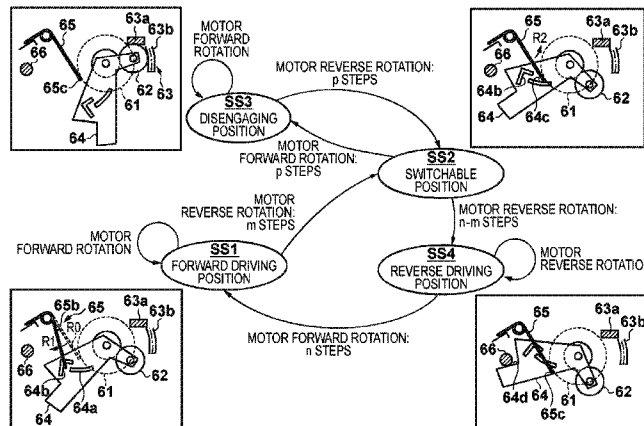 63a
65
63b
66
65c
61
62
63
64
MOTOR
FORWARD
ROTATION
MOTOR REVERSE ROTATION:
p STEPS
SS3
DISENGAGING
POSITION
MOTOR
FORWARD ROTATION:
p STEPS
SS2
SWITCHABLE
POSITION
65
R2
63a
63b
66
64b
64
64c
61
62
MOTOR
REVERSE ROTATION:
m STEPS
MOTOR REVERSE ROTATION:
n-m STEPS
MOTOR
FORWARD ROTATION
SS1
FORWARD DRIVING
POSITION
SS4
REVERSE DRIVING
POSITION
MOTOR
REVERSE ROTATIO
MOTOR FORWARD ROTATION:
n STEPS
65b
65
R0
63a
63b
66
R1
64b
64
64a
61
62
65
63a
63b
66
64d
64
65c
61
62